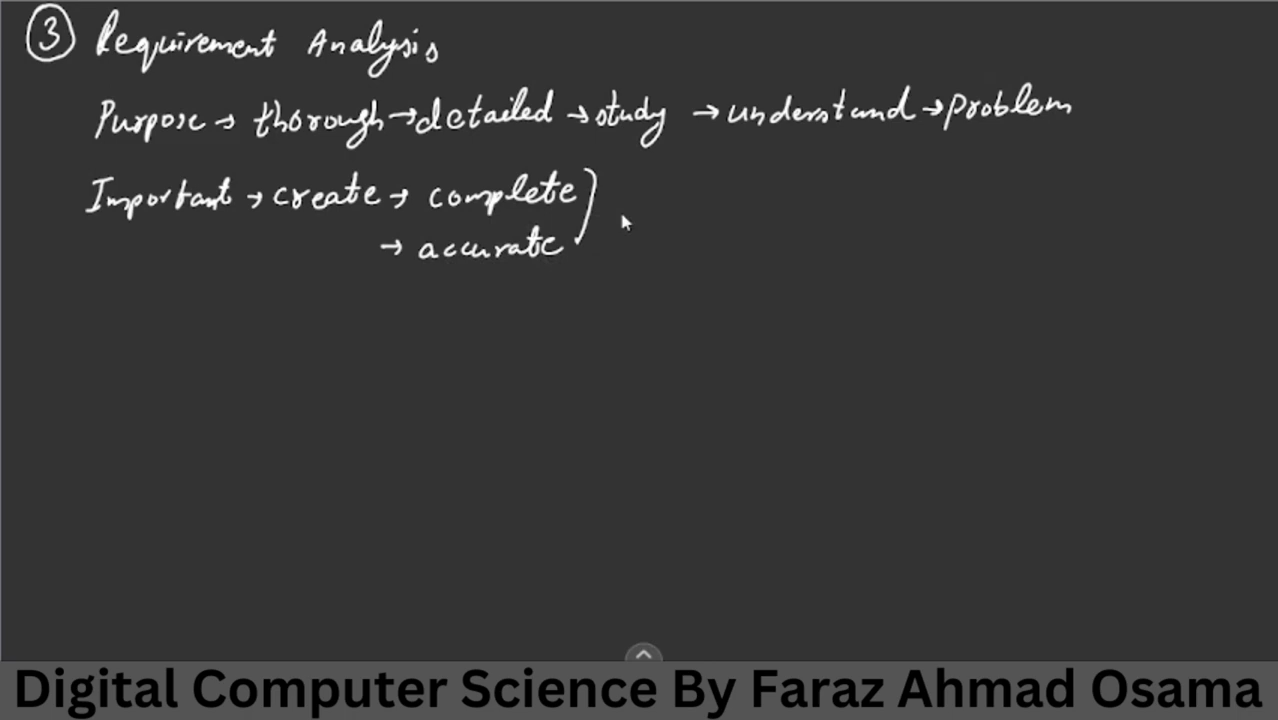 ③ Requirement Analysis
Purpose → thorough → detailed → study → understand → problem
Important → create → complete
→ accurate
Digital Computer Science By Faraz Ahmad Osama